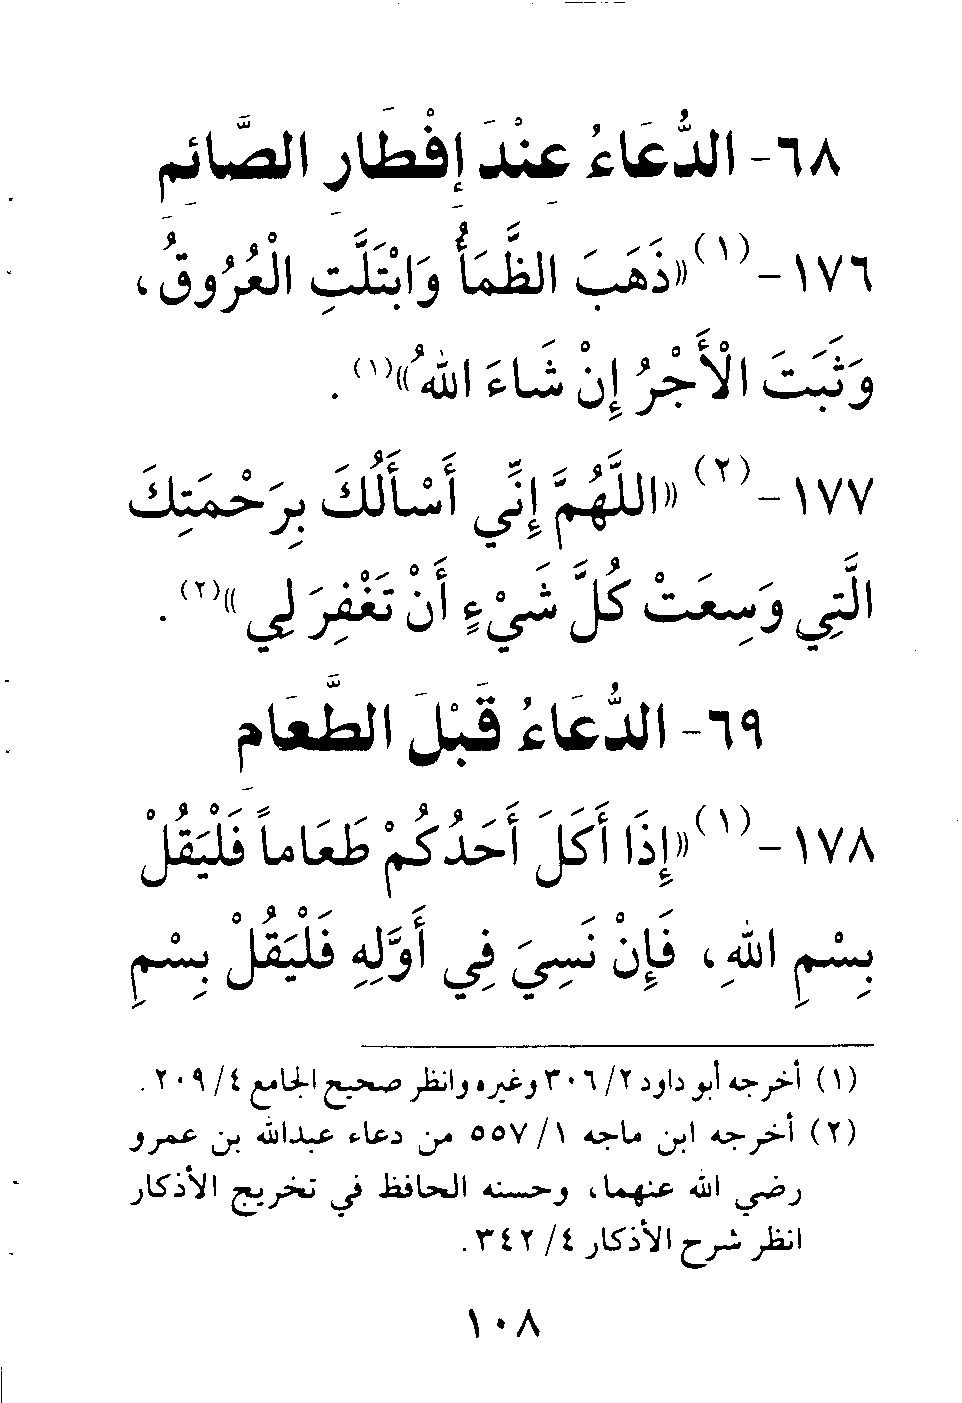 ٦٨- الدُّعَاءُ عِنْدَ إِفْطَارِ الصَّائِمِ
١٧٦-(١) «ذَهَبَ الظَّمَأُ وَابْتَلَّتِ الْعُرُوقُ،
وَثَبَتَ الْأَجْرُ إِنْ شَاءَ اللهُ»(١).
١٧٧-(٢) «اللَّهُمَّ إِنِّي أَسْأَلُكَ بِرَحْمَتِكَ
الَّتِي وَسِعَتْ كُلَّ شَيْءٍ أَنْ تَغْفِرَ لِي»(٢).
٦٩- الدُّعَاءُ قَبْلَ الطَّعَامِ
١٧٨-(١) «إِذَا أَكَلَ أَحَدُكُمْ طَعَاماً فَلْيَقُلْ
بِسْمِ اللهِ، فَإِنْ نَسِيَ فِي أَوَّلِهِ فَلْيَقُلْ بِسْمِ
(١) أخرجه أبو داود ٢/ ٣٠٦ وغيره وانظر صحيح الجامع ٤/ ٢٠٩.
(٢) أخرجه ابن ماجه ١/ ٥٥٧ من دعاء عبدالله بن عمرو
رضي الله عنهما، وحسنه الحافظ في تخريج الأذكار
انظر شرح الأذكار ٤/ ٣٤٢.
١٠٨